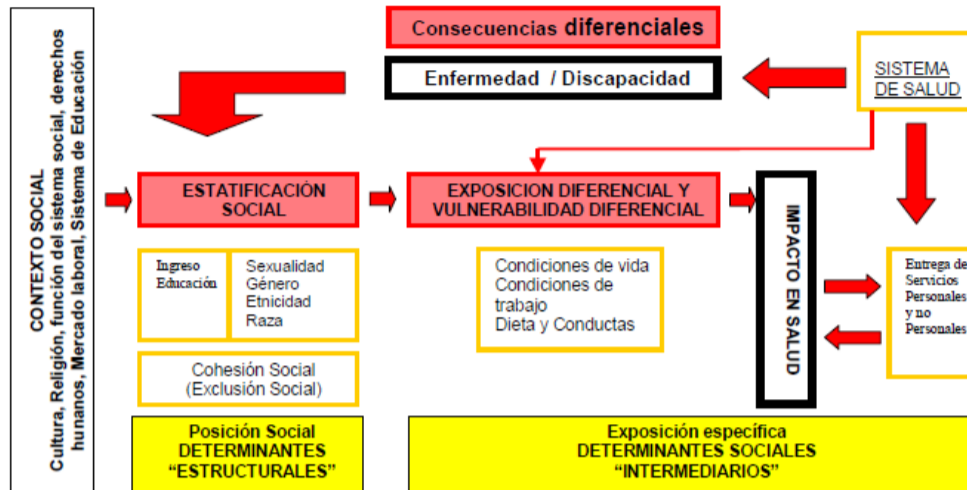 CONTEXTO SOCIAL
Cultura, Religión, función del sistema social, derechos
hunanos, Mercado laboral, Sistema de Educación
Consecuencias diferenciales
Enfermedad / Discapacidad
SISTEMA
DE SALUD
ESTATIFICACIÓN
SOCIAL
EXPOSICION DIFERENCIAL Y
VULNERABILIDAD DIFERENCIAL
IMPACTO EN SALUD
Ingreso
Educación
Sexualidad
Género
Etnicidad
Raza
Condiciones de vida
Condiciones de
trabajo
Dieta y Conductas
Entrega de
Servicios
Personales
y no
Personales
Cohesión Social
(Exclusión Social)
Posición Social
DETERMINANTES
“ESTRUCTURALES”
Exposición específica
DETERMINANTES SOCIALES
“INTERMEDIARIOS”